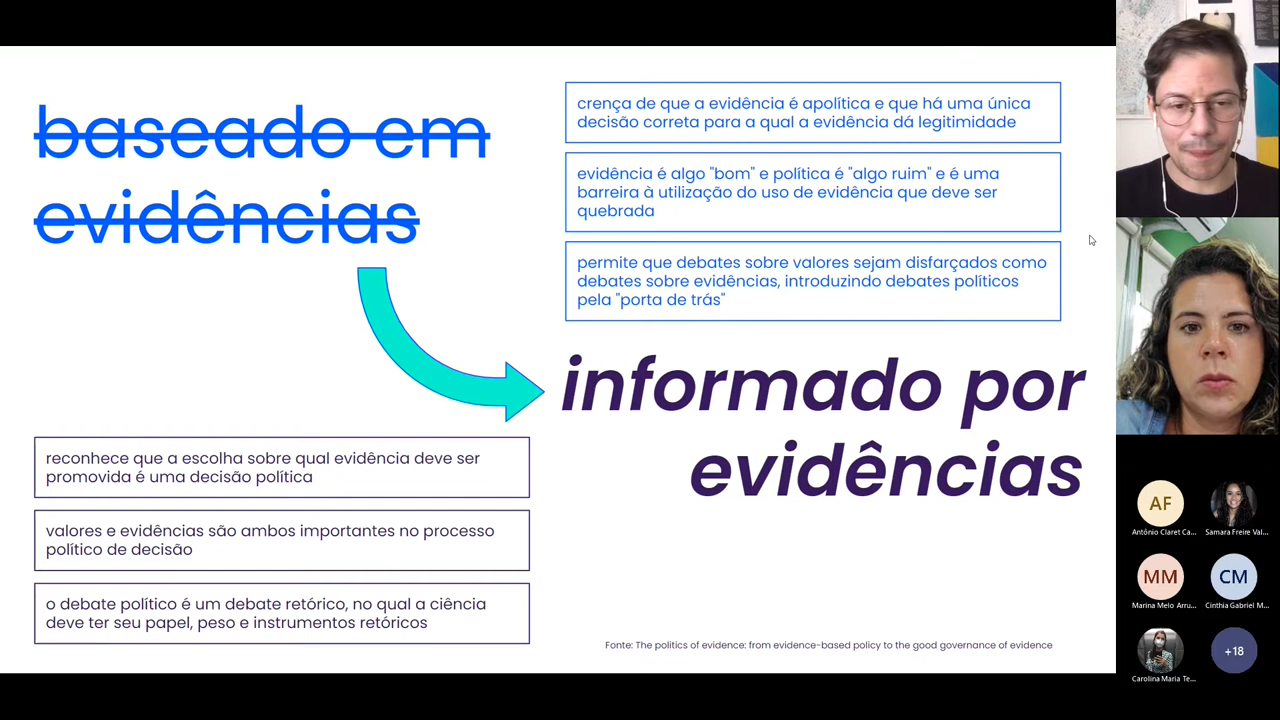 baseado em
evidências
crença de que a evidência é apolítica e que há uma única
decisão correta para a qual a evidência dá legitimidade
evidência é algo "bom" e política é "algo ruim" e é uma
barreira à utilização do uso de evidência que deve ser
quebrada
permite que debates sobre valores sejam disfarçados como
debates sobre evidências, introduzindo debates políticos
pela "porta de trás"
informado por
evidências
reconhece que a escolha sobre qual evidência deve ser
promovida é uma decisão política
valores e evidências são ambos importantes no processo
político de decisão
o debate político é um debate retórico, no qual a ciência
deve ter seu papel, peso e instrumentos retóricos
Fonte: The politics of evidence: from evidence-based policy to the good governance of evidence
AF
Antônio Claret Ca...
Samara Freire Val...
MM
Marina Melo Arru...
CM
Cinthia Gabriel M...
Carolina Maria Te...
+18